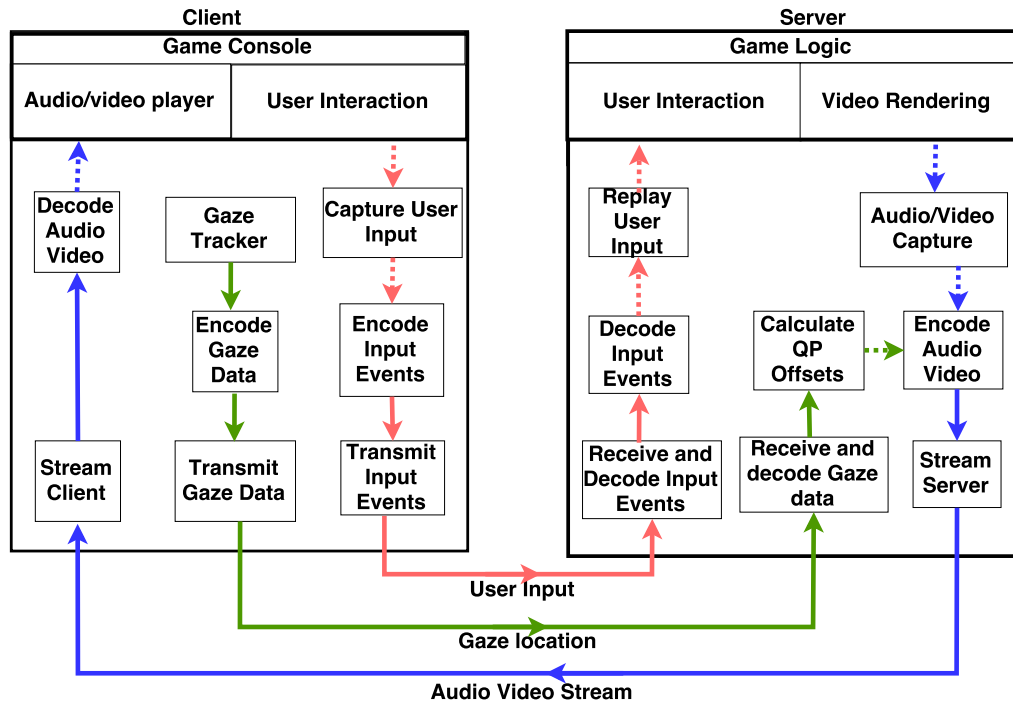 Client
Server
Game Console
Game Logic
Audio/video player
User Interaction
User Interaction
Video Rendering
Decode
Audio
Video
Gaze
Tracker
Capture User
Input
Replay
User
Input
Audio/Video
Capture
Encode
Gaze
Data
Encode
Input
Events
Decode
Input
Events
Calculate
QP
Offsets
Encode
Audio
Video
Stream
Client
Transmit
Gaze Data
Transmit
Input
Events
Receive and
Decode Input
Events
Receive and
decode Gaze
data
Stream
Server
User Input
Gaze location
Audio Video Stream